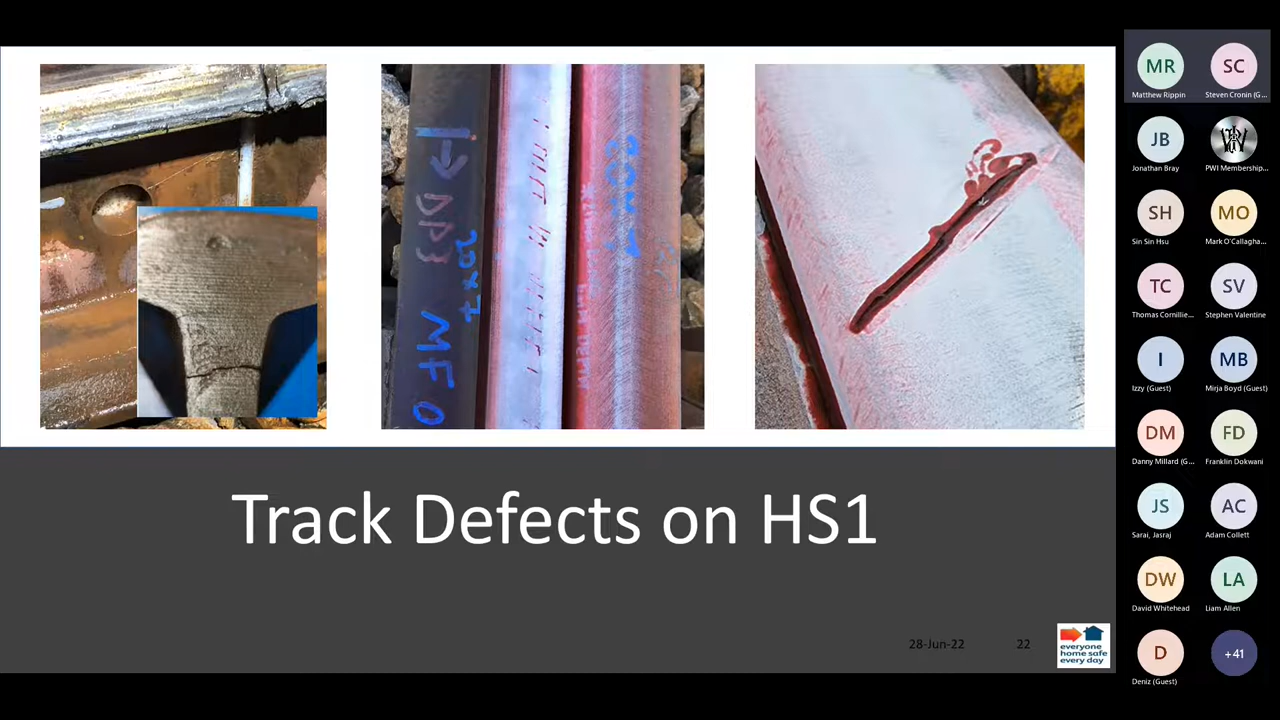 Track Defects on HS1
28-Jun-22
22
everyone
home safe
every day
MR
Matthew Rippin
SC
Steven Cronin (G...
JB
Jonathan Bray
PWI Membership...
SH
Sin Sin Hsu
MO
Mark O'Callagha...
TC
Thomas Cornillie...
SV
Stephen Valentine
I
Izzy (Guest)
MB
Mirja Boyd (Guest)
DM
Danny Millard (G...
FD
Franklin Dokwani
JS
Sarai, Jasraj
AC
Adam Collett
DW
David Whitehead
LA
Liam Allen
D
Deniz (Guest)
+41